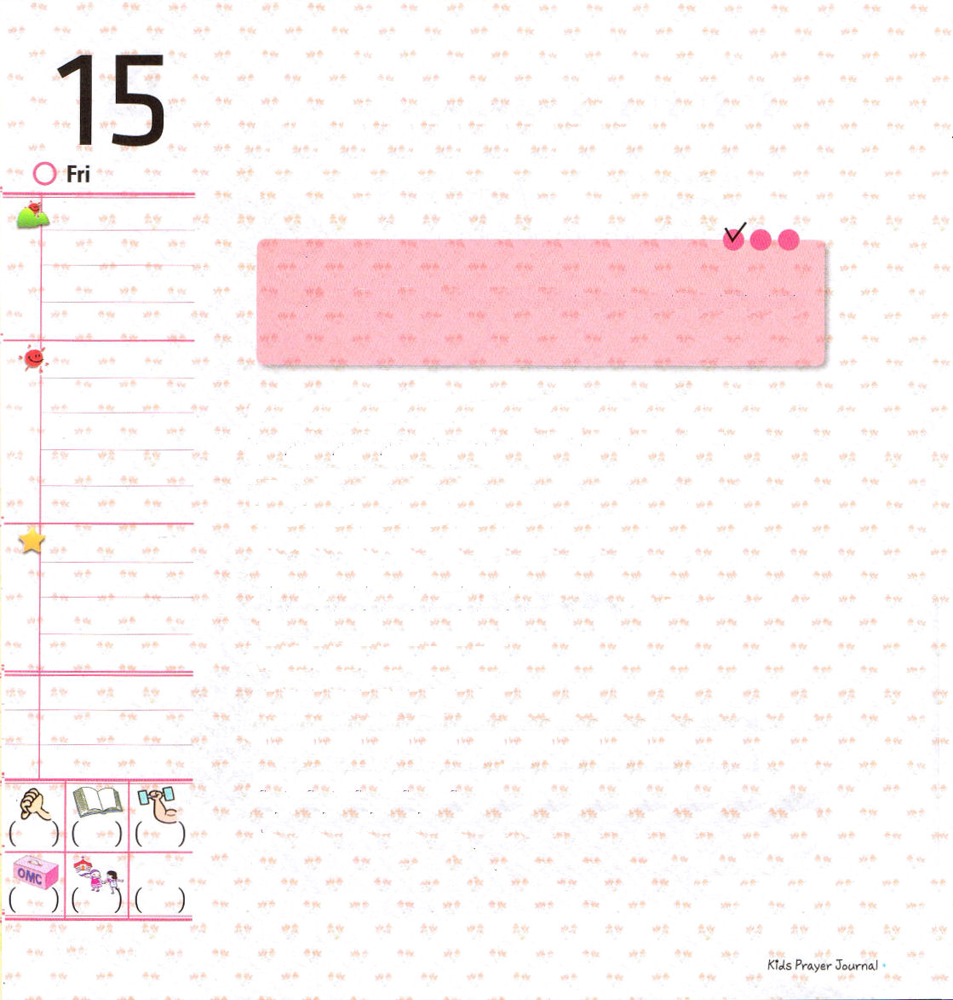 15
Fri
( ) ( ) ( )
OMC
( ) ( ) ( )
Kids Prayer Journal